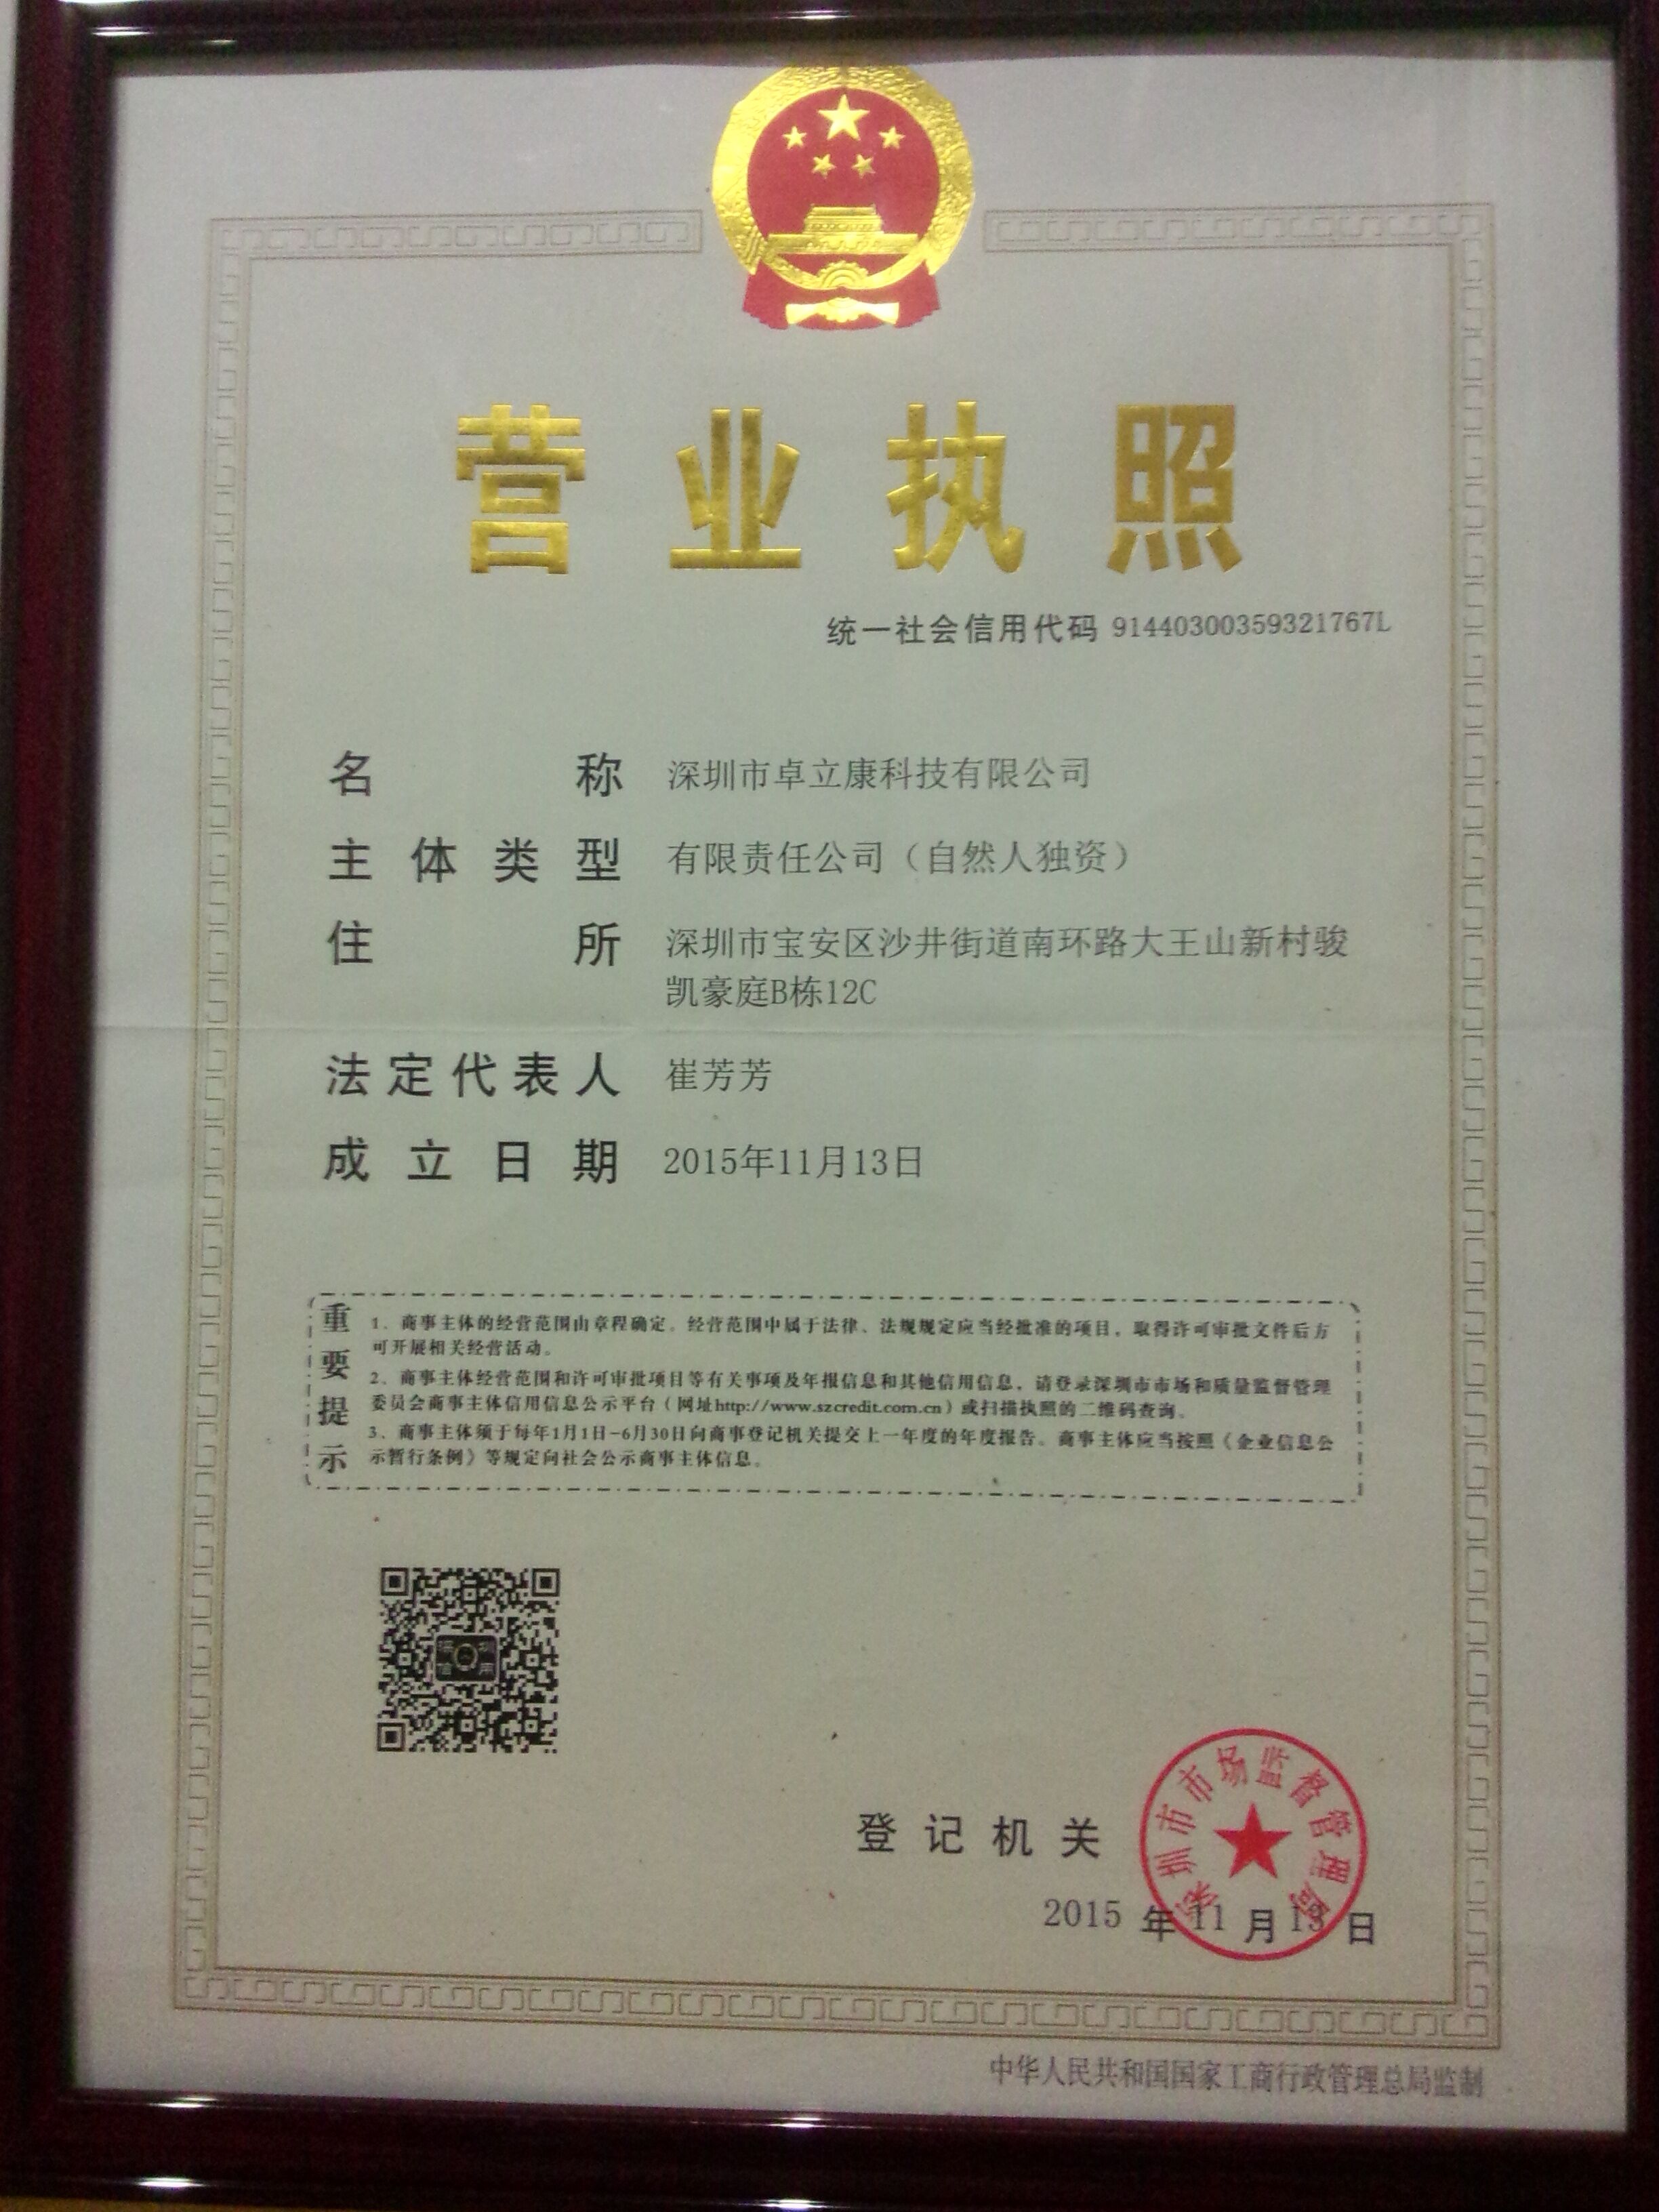 营业执照
统一社会信用代码 91440300359321767L
名称 深圳市卓立康科技有限公司
主体类型 有限责任公司（自然人独资）
住所 深圳市宝安区沙井街道南环路大王山新村骏
凯豪庭B栋12C
法定代表人 崔芳芳
成立日期 2015年11月13日
重要提示
1、商事主体的经营范围由章程确定。经营范围中属于法律、法规规定应当经批准的项目，取得许可审批文件后方
可开展相关经营活动。
2、商事主体经营范围和许可审批项目等有关事项及年报信息和其他信用信息，请登录深圳市市场和质量监督管理
委员会商事主体信用信息公示平台（网址http://www.szcredit.com.cn）或扫描执照的二维码查询。
3、商事主体须于每年1月1日-6月30日向商事登记机关提交上一年度的年度报告。商事主体应当按照《企业信息公
示暂行条例》等规定向社会公示商事主体信息。
深圳信用
登记机关
深圳市市场监督管理局
2015 年 11 月 13 日
中华人民共和国国家工商行政管理总局监制